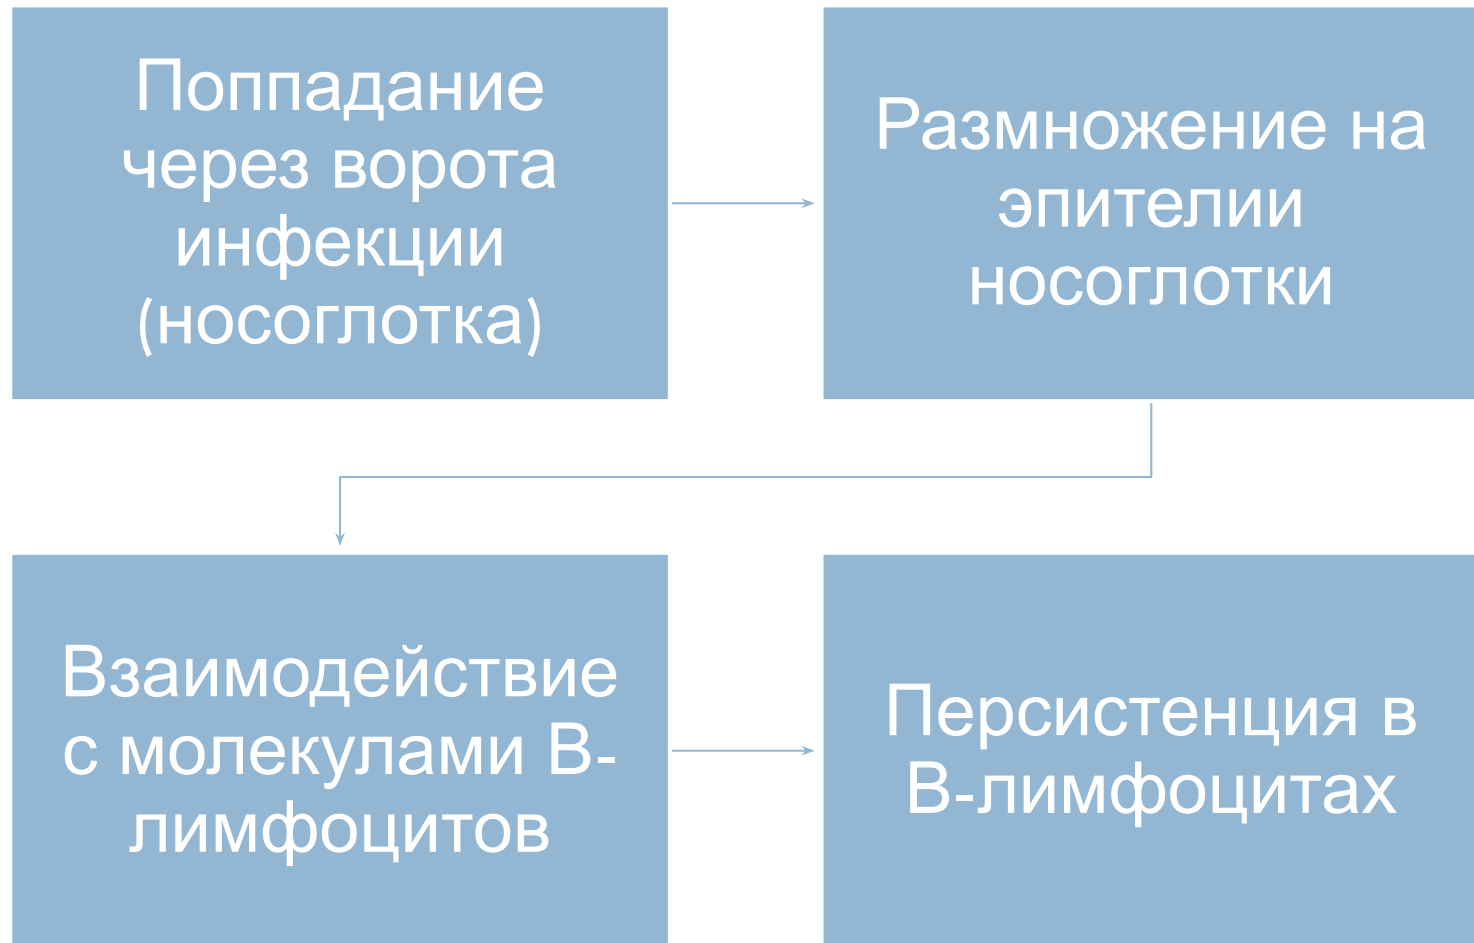 Поппадание
через ворота
инфекции
(носоглотка)
Размножение на
эпителии
носоглотки
Взаимодействие
с молекулами В-
лимфоцитов
Персистенция в
В-лимфоцитах